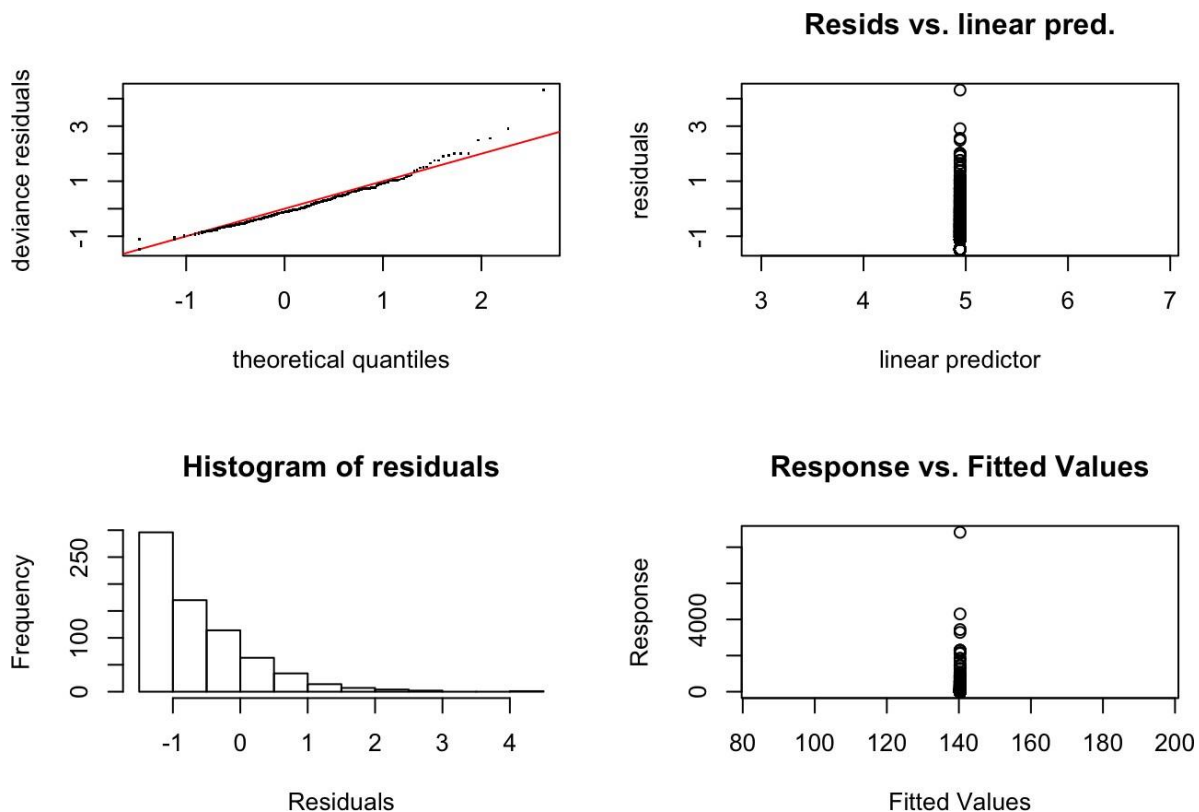 deviance residuals
-1 1 3
-1 0 1 2
theoretical quantiles
Resids vs. linear pred.
residuals
-1 1 3
3 4 5 6 7
linear predictor
Histogram of residuals
Frequency
0 100 250
-1 0 1 2 3 4
Residuals
Response vs. Fitted Values
Response
0 4000
80 100 120 140 160 180 200
Fitted Values